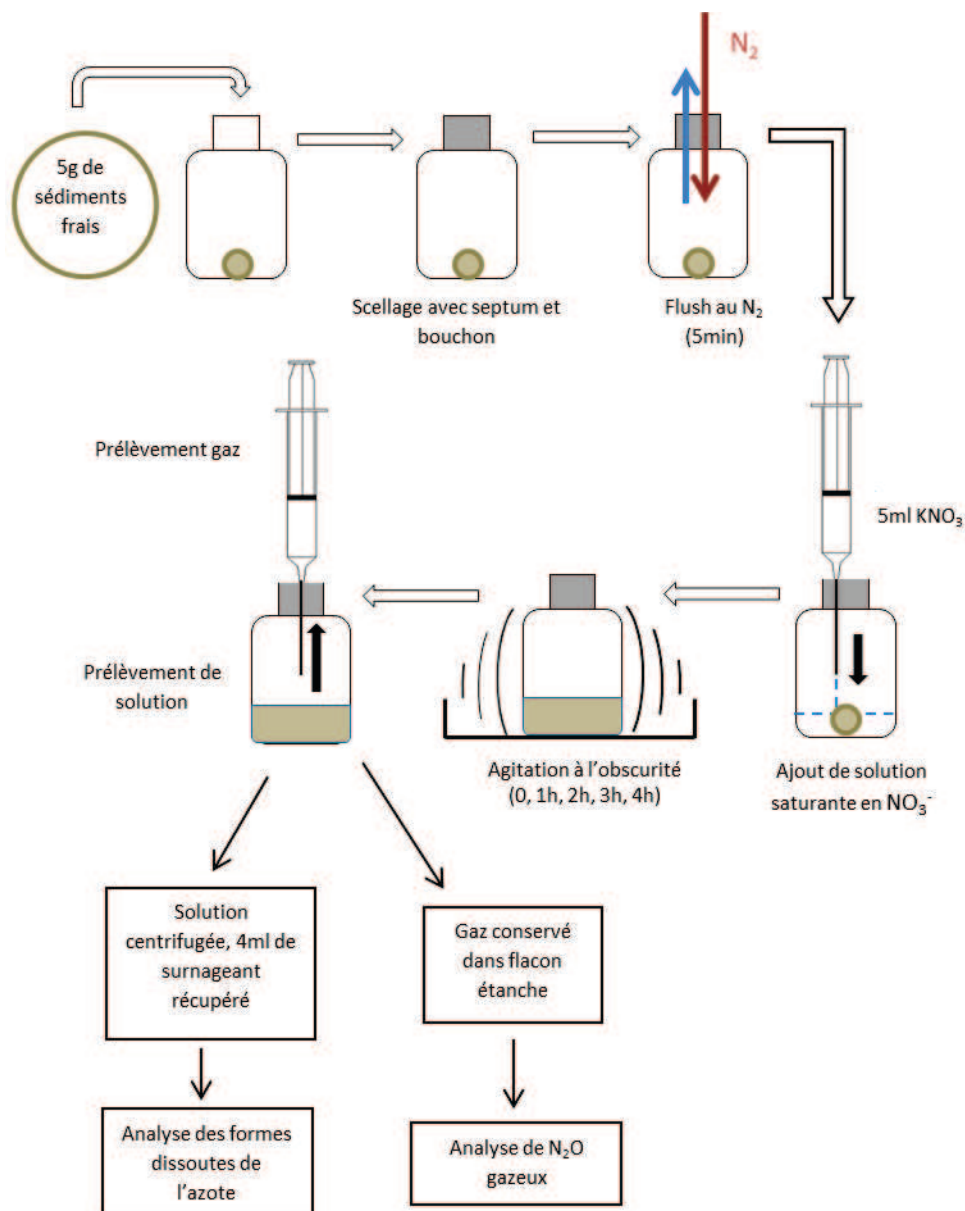 N₂
5g de
sédiments
frais
Scellage avec septum et
bouchon
Flush au N₂
(5min)
Prélèvement gaz
5ml KNO₃
Prélèvement de
solution
Agitation à l'obscurité
(0, 1h, 2h, 3h, 4h)
Ajout de solution
saturante en NO₃⁻
Solution
centrifugée, 4ml de
surnageant
récupéré
Gaz conservé
dans flacon
étanche
Analyse des formes
dissoutes de
l'azote
Analyse de N₂O
gazeux